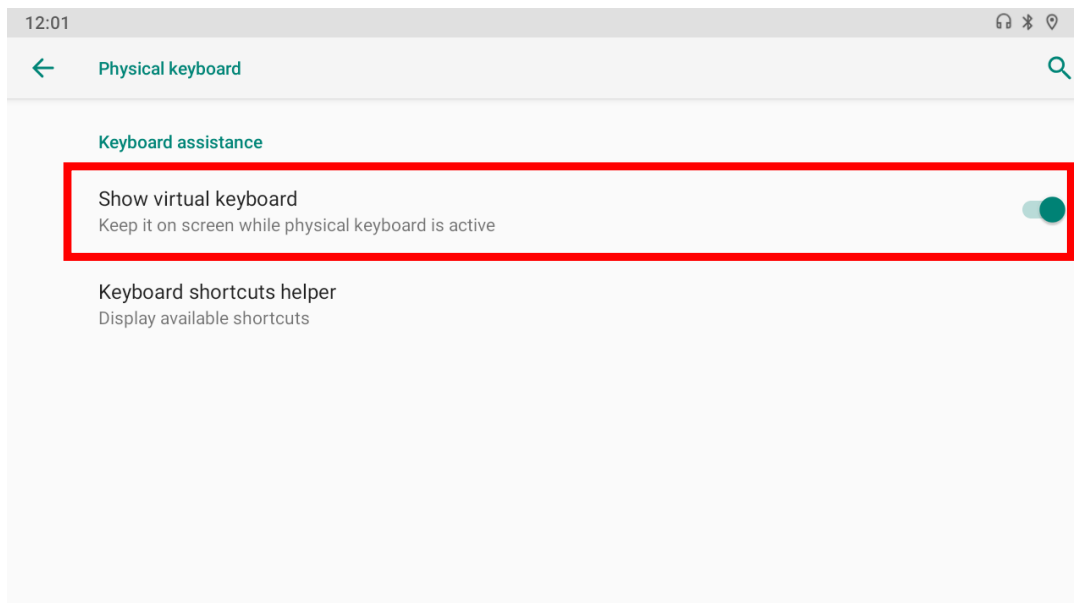 12:01
Physical keyboard
Keyboard assistance
Show virtual keyboard
Keep it on screen while physical keyboard is active
Keyboard shortcuts helper
Display available shortcuts